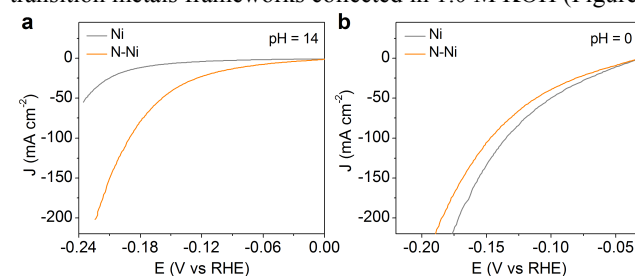 transition metals frameworks collected in 1.0 M KOH (Figure
a
b
Ni
N-Ni
pH = 14
Ni
N-Ni
pH = 0
J (mA cm-2)
0
-50
-100
-150
-200
J (mA cm-2)
0
-50
-100
-150
-200
-0.24 -0.18 -0.12 -0.06 0.00
-0.20 -0.15 -0.10 -0.05
E (V vs RHE)
E (V vs RHE)